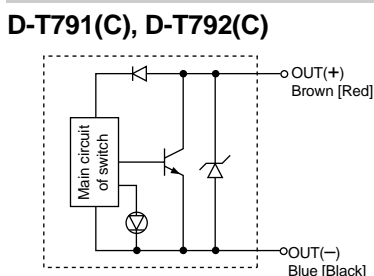 D-T791(C), D-T792(C)
OUT(+)
Brown [Red]
Main circuit
of switch
OUT(−)
Blue [Black]